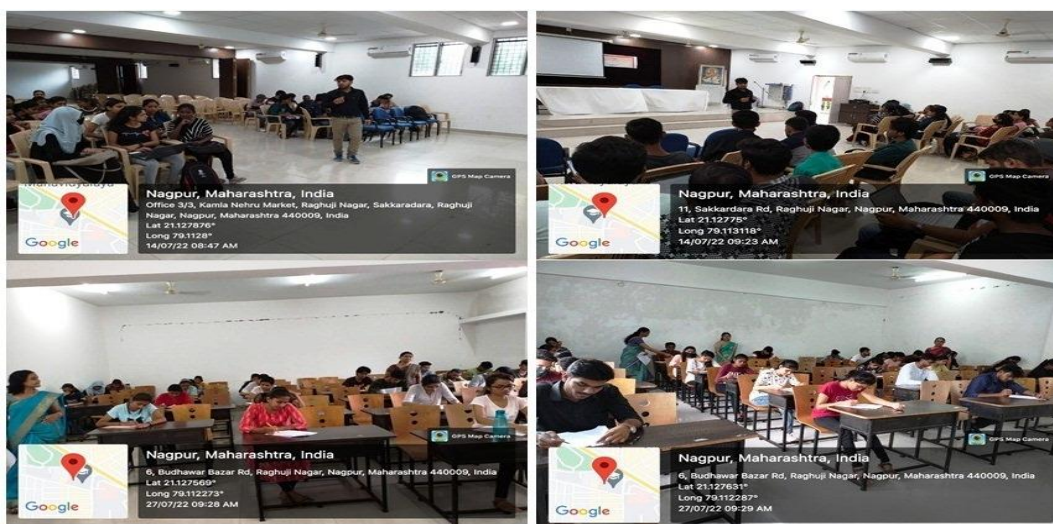 Mahavidyalaya
GPS Map Camera
Nagpur, Maharashtra, India
Office 3/3, Kamla Nehru Market, Raghuji Nagar, Sakkaradara, Raghuji
Nagar, Nagpur, Maharashtra 440009, India
Lat 21.127876°
Long 79.1128°
14/07/22 08:47 AM
Google
GPS Map Camera
Nagpur, Maharashtra, India
11, Sakkardara Rd, Raghuji Nagar, Nagpur, Maharashtra 440009, India
Lat 21.12775°
Long 79.113118°
14/07/22 09:23 AM
Google
GPS Map Camera
Nagpur, Maharashtra, India
6, Budhawar Bazar Rd, Raghuji Nagar, Nagpur, Maharashtra 440009, India
Lat 21.127569°
Long 79.112273°
27/07/22 09:28 AM
Google
GPS Map Camera
Nagpur, Maharashtra, India
6, Budhawar Bazar Rd, Raghuji Nagar, Nagpur, Maharashtra 440009, India
Lat 21.127631°
Long 79.112287°
27/07/22 09:29 AM
Google